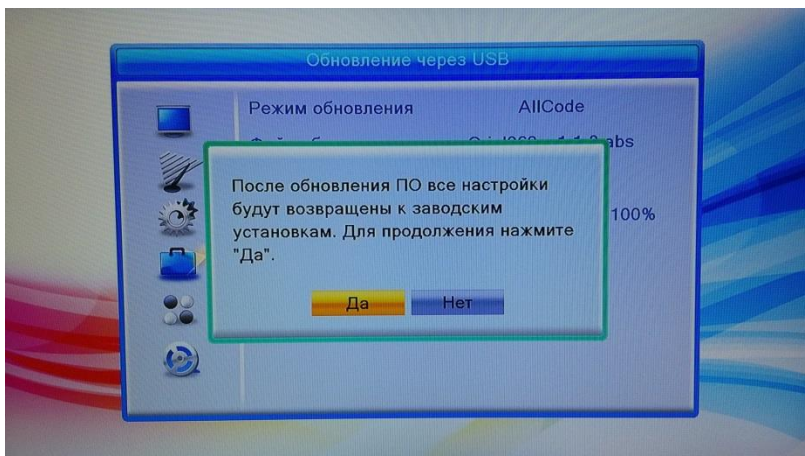 Обновление через USB
Режим обновления AllCode
После обновления ПО все настройки
будут возвращены к заводским
100%
установкам. Для продолжения нажмите
"Да".
Да Нет